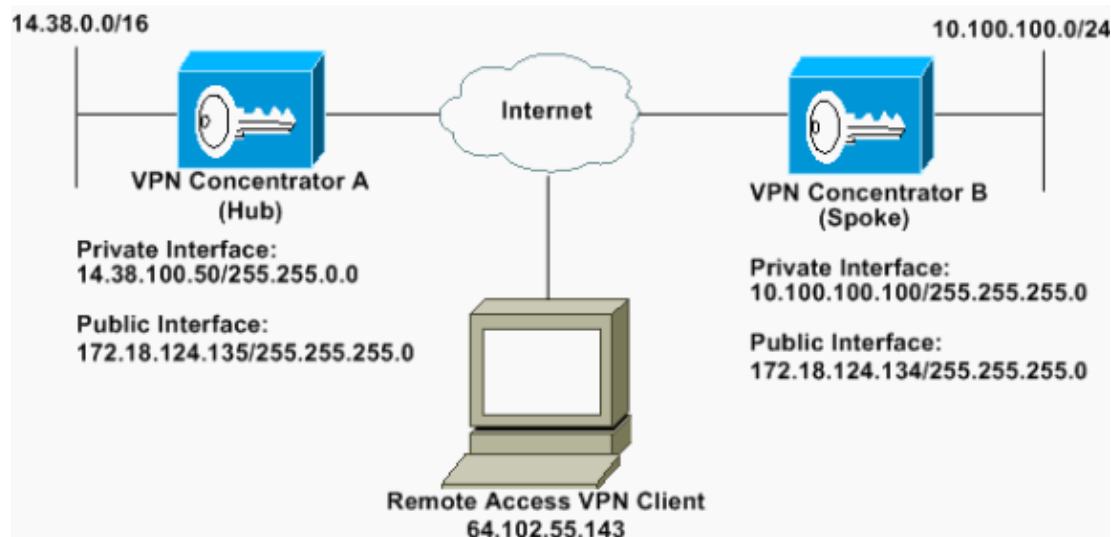 14.38.0.0/16
10.100.100.0/24
Internet
VPN Concentrator A
(Hub)
Private Interface:
14.38.100.50/255.255.0.0
Public Interface:
172.18.124.135/255.255.255.0
VPN Concentrator B
(Spoke)
Private Interface:
10.100.100.100/255.255.255.0
Public Interface:
172.18.124.134/255.255.255.0
Remote Access VPN Client
64.102.55.143